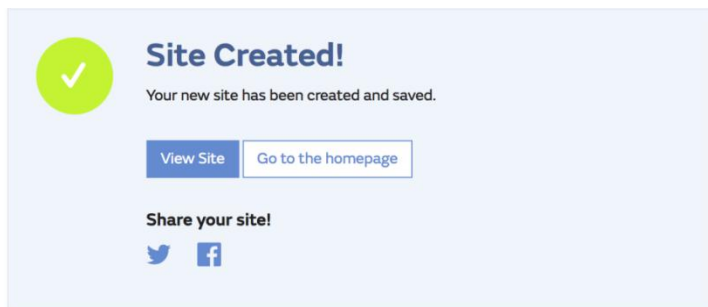 Site Created!
Your new site has been created and saved.
View Site
Go to the homepage
Share your site!